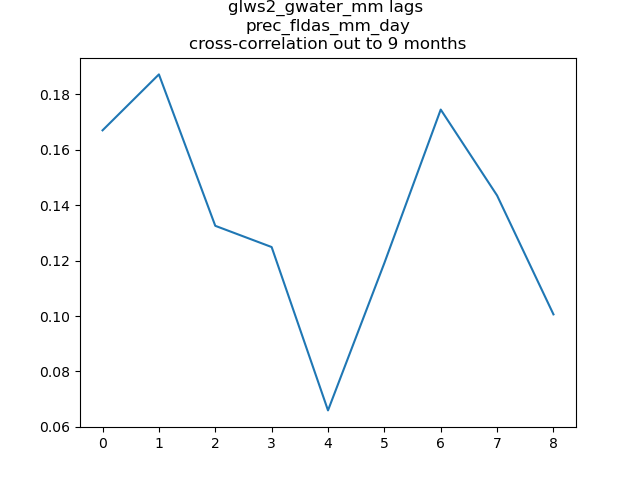 glws2_gwater_mm lags
prec_fldas_mm_day
cross-correlation out to 9 months
0.18
0.16
0.14
0.12
0.10
0.08
0.06
0 1 2 3 4 5 6 7 8